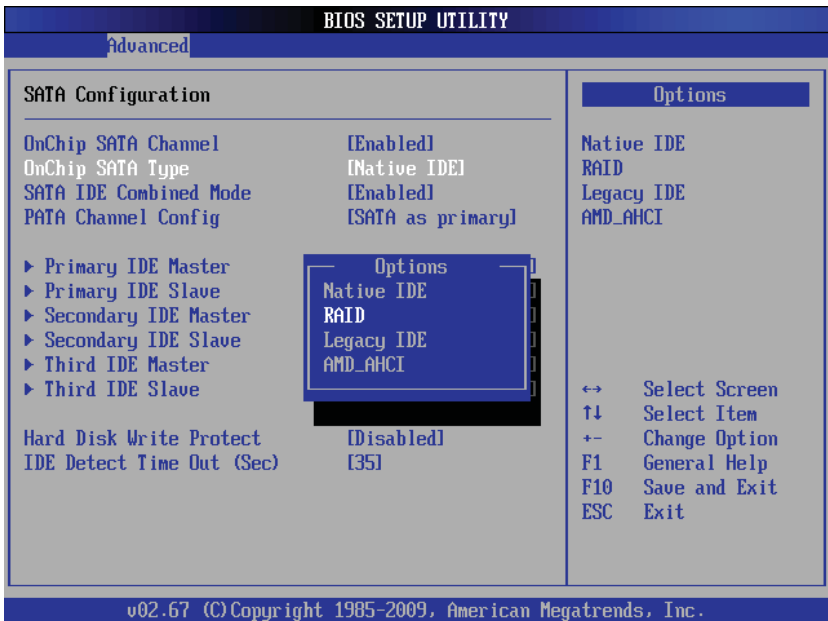 BIOS SETUP UTILITY
Advanced
SATA Configuration
OnChip SATA Channel [Enabled]
OnChip SATA Type [Native IDE]
SATA IDE Combined Mode [Enabled]
PATA Channel Config [SATA as primary]
▶ Primary IDE Master ]
▶ Primary IDE Slave ]
▶ Secondary IDE Master ]
▶ Secondary IDE Slave ]
▶ Third IDE Master ]
▶ Third IDE Slave ]
Options
Native IDE
RAID
Legacy IDE
AMD_AHCI
Hard Disk Write Protect [Disabled]
IDE Detect Time Out (Sec) [35]
Options
Native IDE
RAID
Legacy IDE
AMD_AHCI
↔ Select Screen
↑↓ Select Item
+- Change Option
F1 General Help
F10 Save and Exit
ESC Exit
v02.67 (C)Copyright 1985-2009, American Megatrends, Inc.